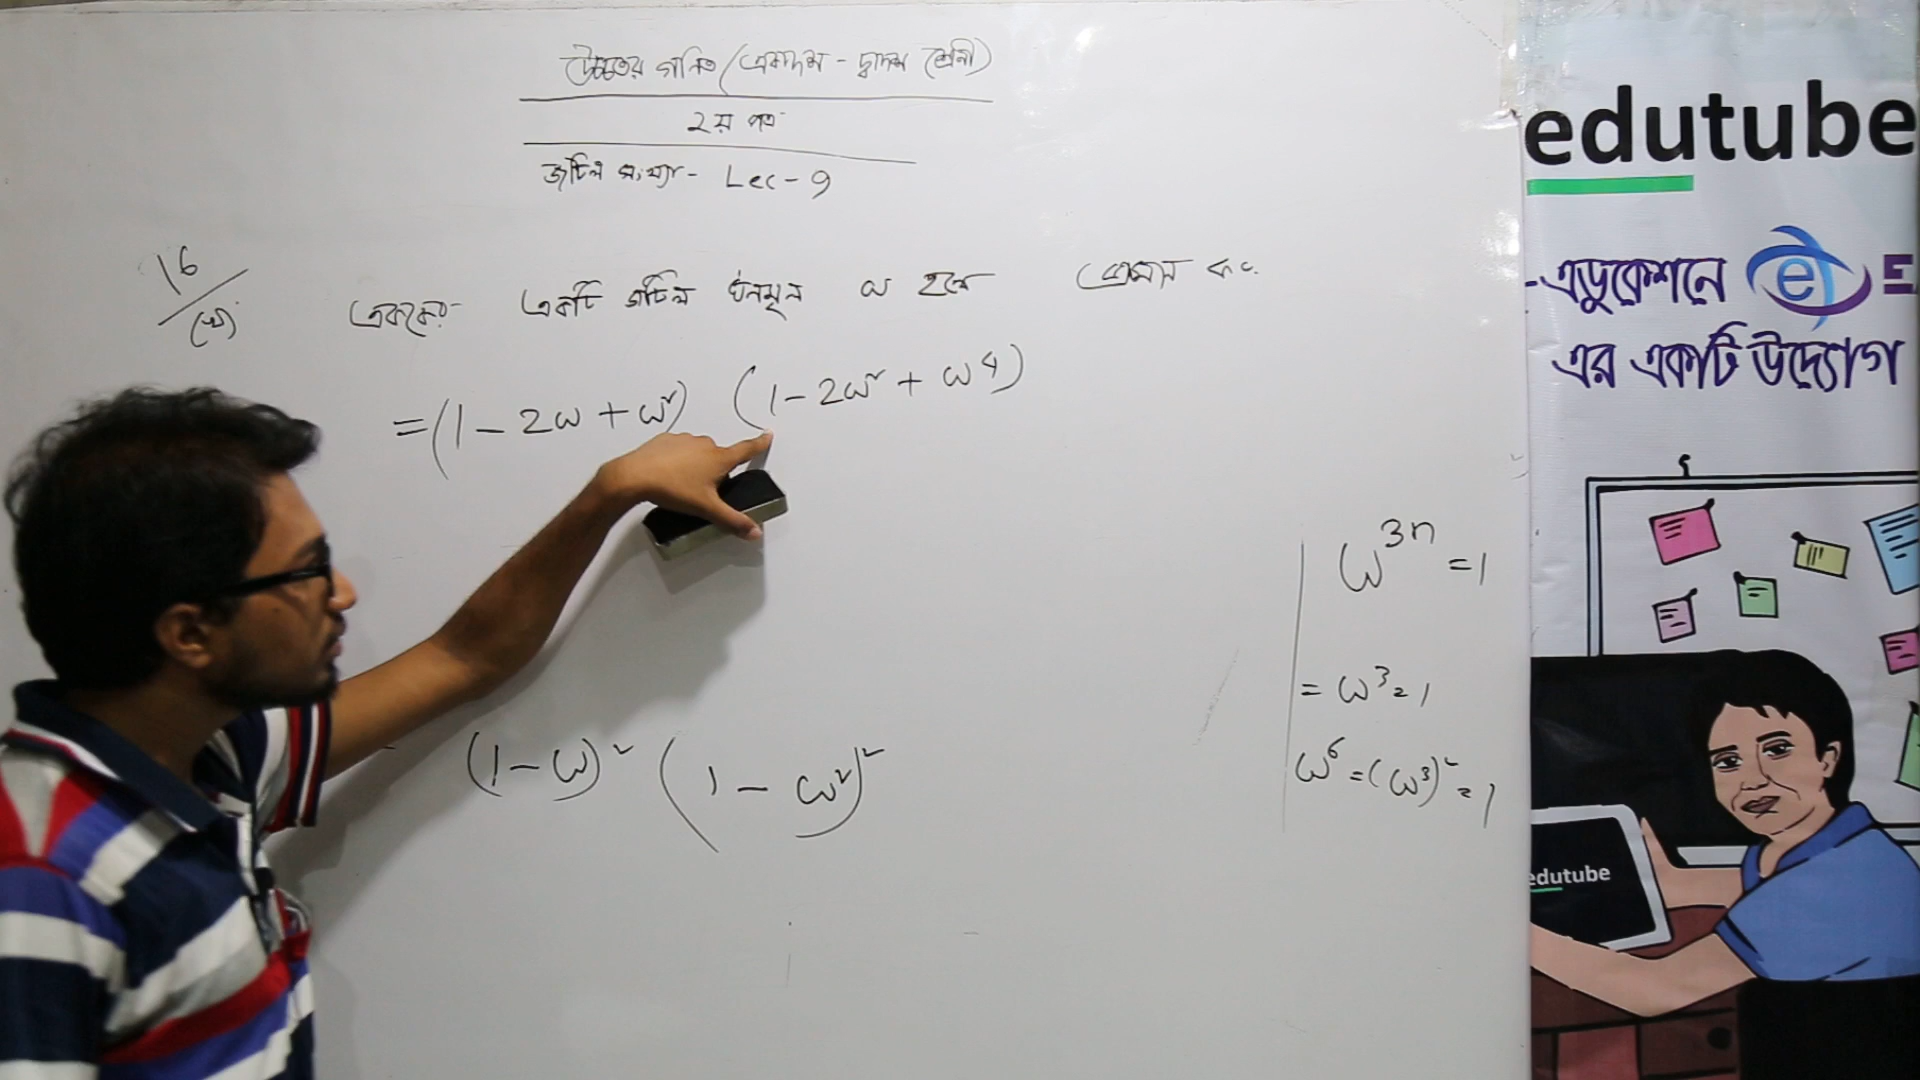 উচ্চতর গনিত (একাদশ - দ্বাদশ শ্রেনী)
২য় পত্র
জটিল সংখ্যা - Lec - 9
16
(খ)
এককের একটি জটিল ঘনমূল ω হলে প্রমান কর
= (1 - 2ω + ω²) (1 - 2ω² + ω⁴)
(1 - ω)² (1 - ω²)²
ω³ⁿ = 1
= ω³ = 1
ω⁶ = (ω³)² = 1
edutube
-এডুকেশনে e E
এর একটি উদ্যোগ
edutube